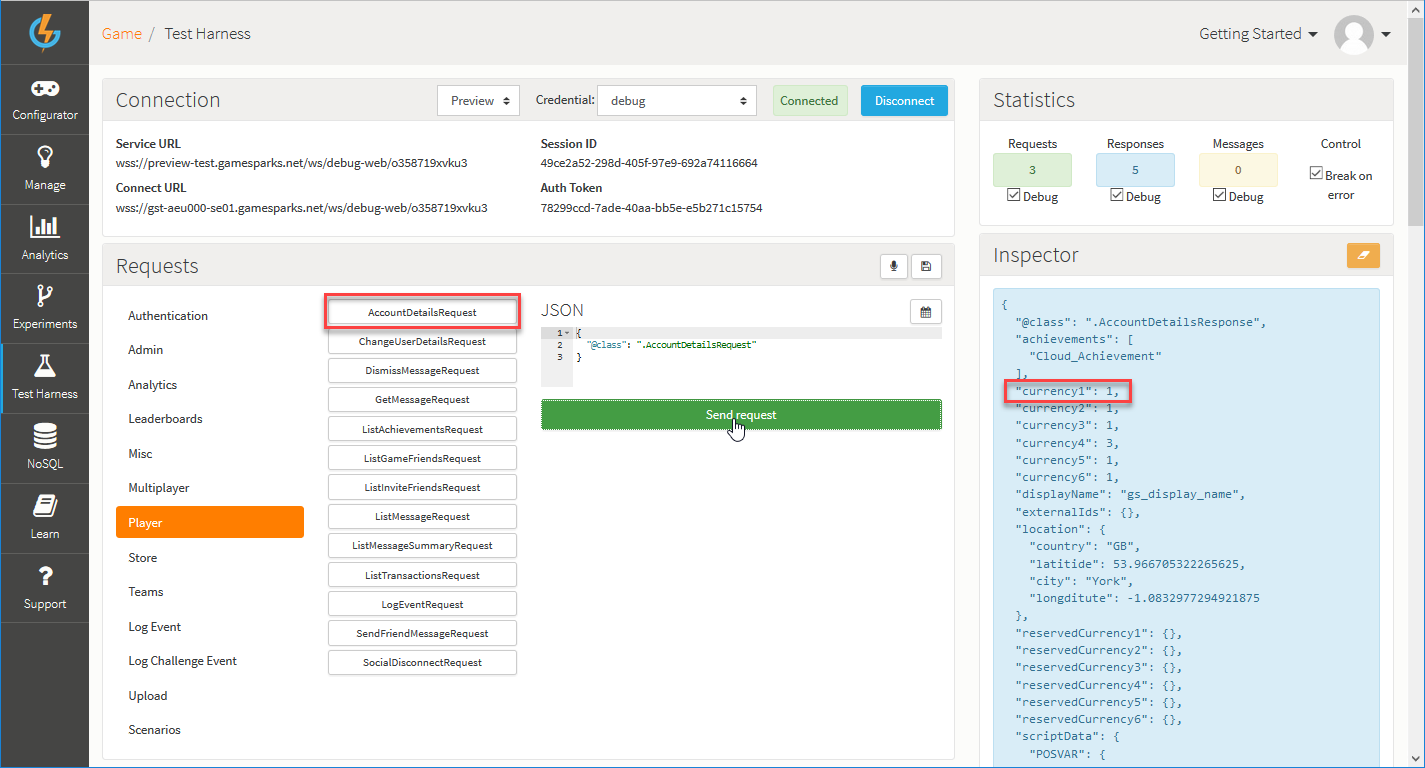 Game / Test Harness
Getting Started
Configurator
Manage
Analytics
Experiments
Test Harness
NoSQL
Learn
? Support
Connection
Preview
Credential: debug
Connected
Disconnect
Service URL
wss://preview-test.gamesparks.net/ws/debug-web/o358719xvku3
Connect URL
wss://gst-aeu000-se01.gamesparks.net/ws/debug-web/o358719xvku3
Session ID
49ce2a52-298d-405f-97e9-692a74116664
Auth Token
78299ccd-7ade-40aa-bb5e-e5b271c15754
Requests
Authentication
Admin
Analytics
Leaderboards
Misc
Multiplayer
Player
Store
Teams
Log Event
Log Challenge Event
Upload
Scenarios
AccountDetailsRequest
ChangeUserDetailsRequest
DismissMessageRequest
GetMessageRequest
ListAchievementsRequest
ListGameFriendsRequest
ListInviteFriendsRequest
ListMessageRequest
ListMessageSummaryRequest
ListTransactionsRequest
LogEventRequest
SendFriendMessageRequest
SocialDisconnectRequest
JSON
1 {
2 "@class": ".AccountDetailsRequest"
3 }
Send request
Statistics
Requests
3
Debug
Responses
5
Debug
Messages
0
Debug
Control
Break on
error
Inspector
{
"@class": ".AccountDetailsResponse",
"achievements": [
"Cloud_Achievement"
],
"currency1": 1,
"currency2": 1,
"currency3": 1,
"currency4": 3,
"currency5": 1,
"currency6": 1,
"displayName": "gs_display_name",
"externalIds": {},
"location": {
"country": "GB",
"latitide": 53.966705322265625,
"city": "York",
"longditute": -1.0832977294921875
},
"reservedCurrency1": {},
"reservedCurrency2": {},
"reservedCurrency3": {},
"reservedCurrency4": {},
"reservedCurrency5": {},
"reservedCurrency6": {},
"scriptData": {
"POSVAR": {